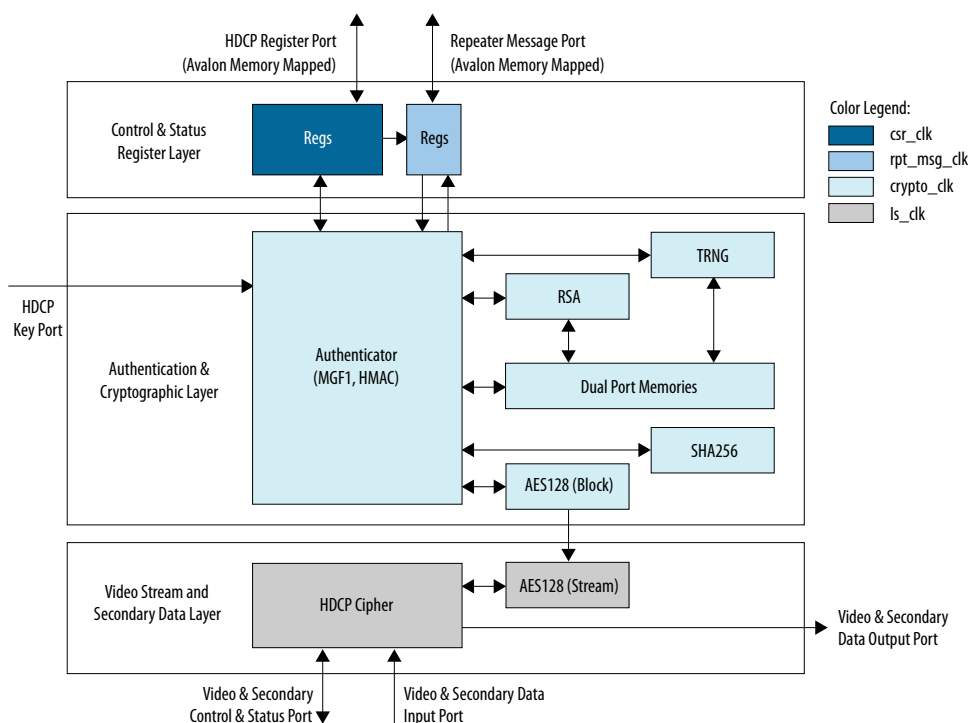 HDCP Register Port
(Avalon Memory Mapped)
Repeater Message Port
(Avalon Memory Mapped)
Control & Status
Register Layer
Regs
Regs
Color Legend:
csr_clk
rpt_msg_clk
crypto_clk
ls_clk
HDCP
Key Port
Authentication &
Cryptographic Layer
Authenticator
(MGF1, HMAC)
TRNG
RSA
Dual Port Memories
SHA256
AES128 (Block)
Video Stream and
Secondary Data Layer
HDCP Cipher
AES128 (Stream)
Video & Secondary
Data Output Port
Video & Secondary
Control & Status Port
Video & Secondary Data
Input Port